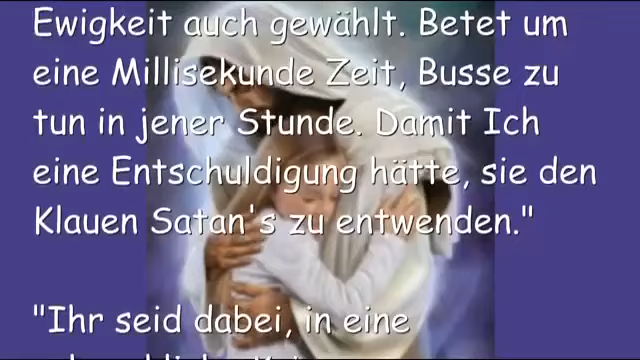 Ewigkeit auch gewählt. Betet um
eine Millisekunde Zeit, Busse zu
tun in jener Stunde. Damit Ich
eine Entschuldigung hätte, sie den
Klauen Satan's zu entwenden."
"Ihr seid dabei, in eine